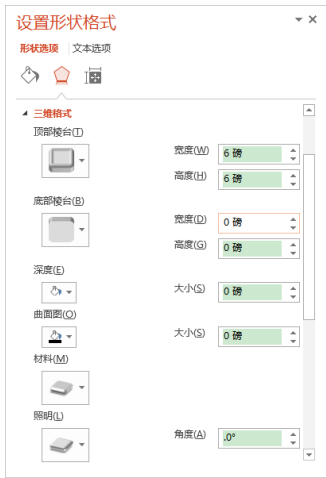 设置形状格式
形状选项 文本选项
三维格式
顶部棱台(T)
宽度(W) 6 磅
高度(H) 6 磅
底部棱台(B)
宽度(D) 0 磅
高度(G) 0 磅
深度(E)
大小(S) 0 磅
曲面图(O)
大小(S) 0 磅
材料(M)
照明(L)
角度(A) .0°